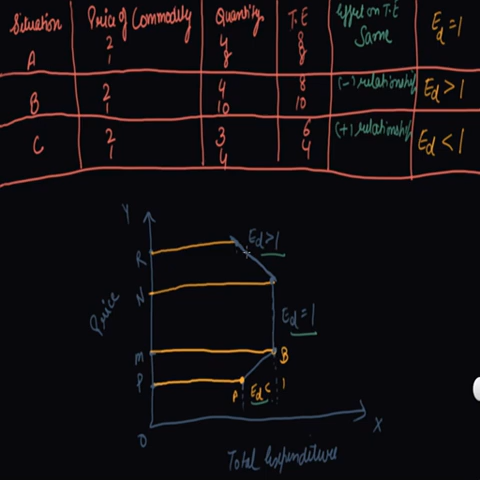 Situation Price of Commodity Quantity T.E Effect on T.E
Same Ed=1
A 2 4 8
1 8 8
B 2 4 8 (-) relationship Ed>1
1 10 10
C 2 3 6 (+) relationship Ed<1
1 4 4
Y
R Ed>1
N
Price Ed=1
M B
P A Ed< 1
O X
Total Expenditure